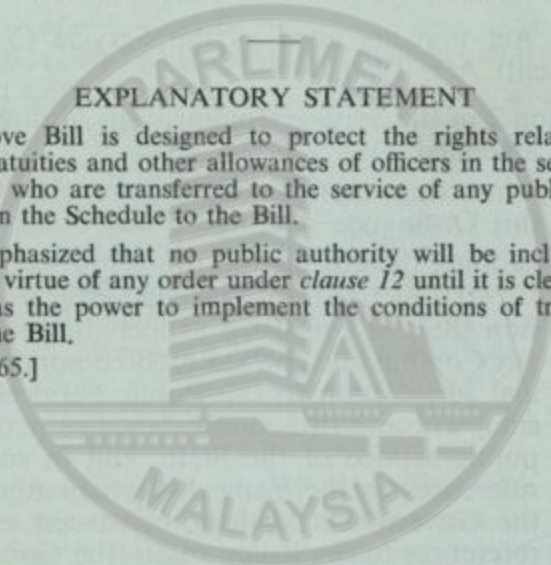 EXPLANATORY STATEMENT
ve Bill is designed to protect the rights rela
atuities and other allowances of officers in the se
who are transferred to the service of any publ
n the Schedule to the Bill.
phasized that no public authority will be incl
virtue of any order under clause 12 until it is cle
as the power to implement the conditions of tr
e Bill.
65.]
PARLIMEN
MALAYSIA